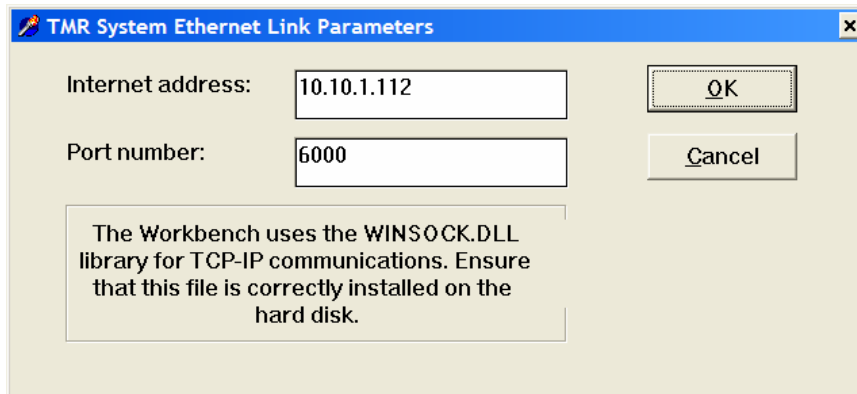 TMR System Ethernet Link Parameters
Internet address:
10.10.1.112
OK
Port number:
6000
Cancel
The Workbench uses the WINSOCK.DLL
library for TCP-IP communications. Ensure
that this file is correctly installed on the
hard disk.